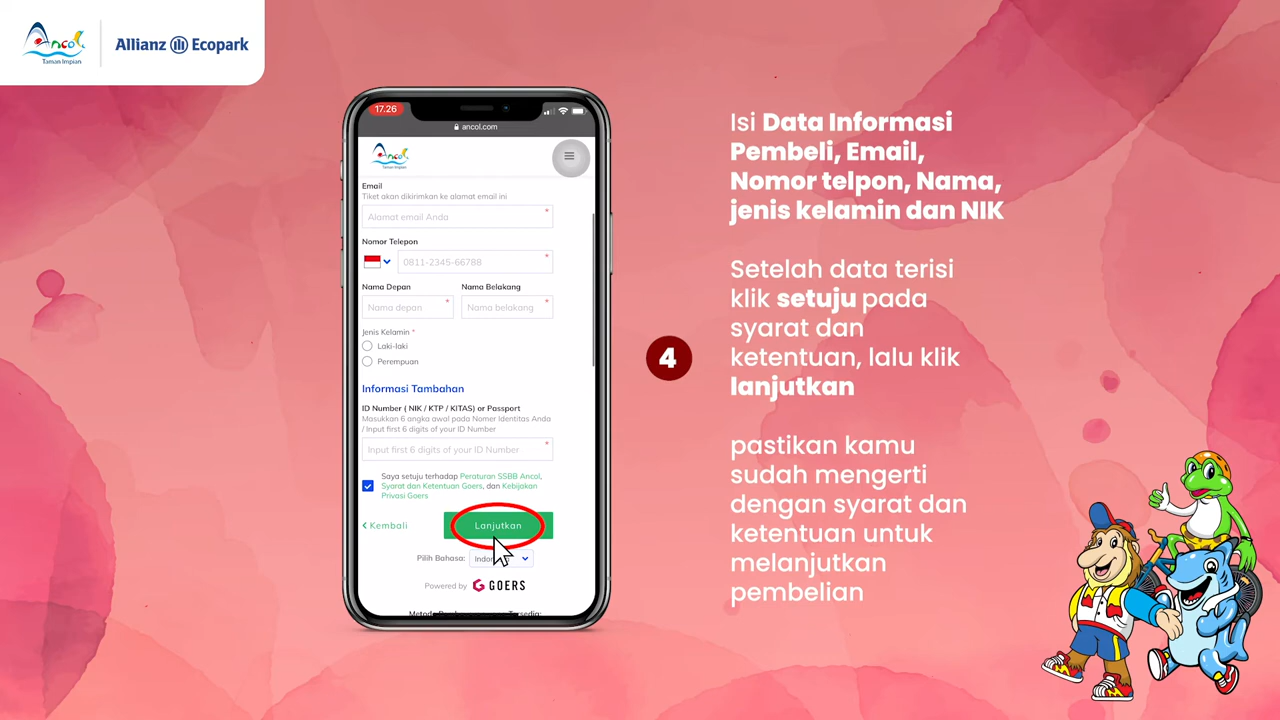 Ancol
Taman Impian
Allianz Ecopark
17.26
ancol.com
Ancol
Taman Impian
Email
Tiket akan dikirimkan ke alamat email ini
Alamat email Anda *
Nomor Telepon
0811-2345-66788 *
Nama Depan Nama Belakang
Nama depan * Nama belakang *
Jenis Kelamin *
Laki-laki
Perempuan
Informasi Tambahan
ID Number ( NIK / KTP / KITAS) or Passport
Masukkan 6 angka awal pada Nomer Identitas Anda
/ Input first 6 digits of your ID Number
Input first 6 digits of your ID Number *
Saya setuju terhadap Peraturan SSBB Ancol,
Syarat dan Ketentuan Goers, dan Kebijakan
Privasi Goers
Kembali Lanjutkan
Pilih Bahasa:
Powered by GOERS
4
Isi Data Informasi
Pembeli, Email,
Nomor telpon, Nama,
jenis kelamin dan NIK
Setelah data terisi
klik setuju pada
syarat dan
ketentuan, lalu klik
lanjutkan
pastikan kamu
sudah mengerti
dengan syarat dan
ketentuan untuk
melanjutkan
pembelian